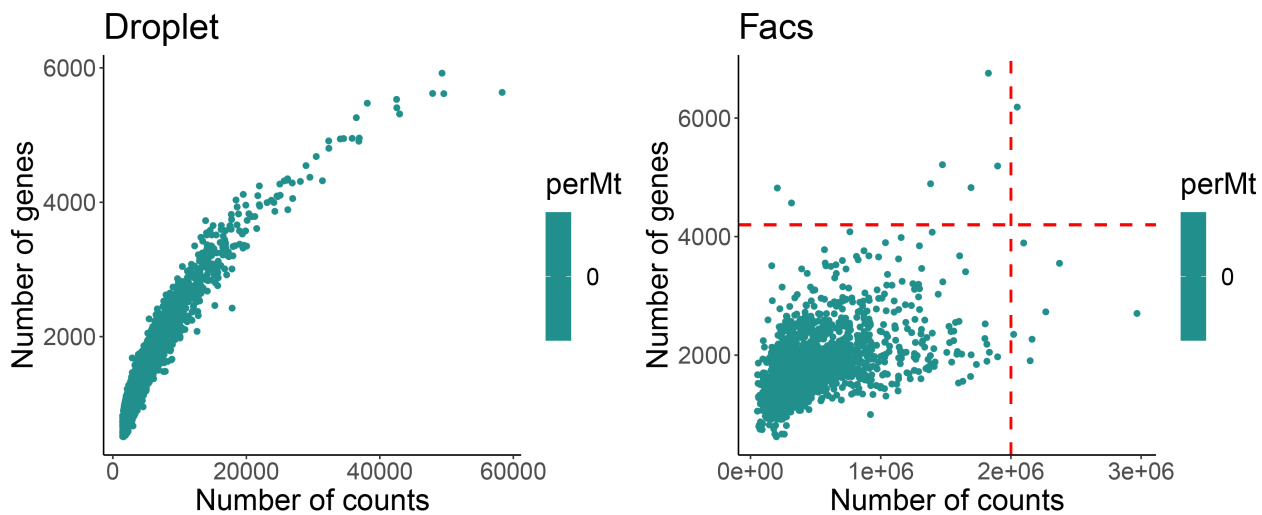 Droplet
6000
4000
2000
Number of genes
0
20000
40000
60000
Number of counts
perMt
0
Facs
6000
4000
2000
Number of genes
0e+00
1e+06
2e+06
3e+06
Number of counts
perMt
0